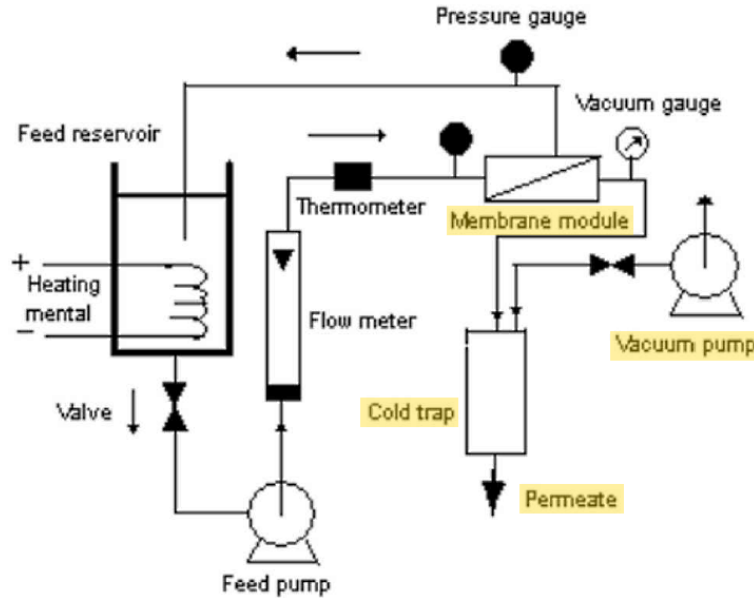 Pressure gauge
Vacuum gauge
Feed reservoir
Thermometer
Membrane module
+
Heating
mental
−
Flow meter
Vacuum pump
Valve
Cold trap
Permeate
Feed pump